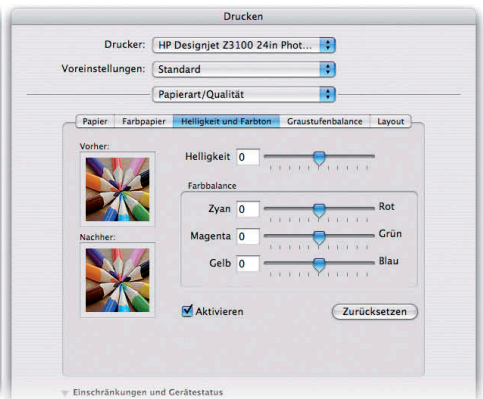 Drucken
Drucker: HP Designjet Z3100 24in Phot...
Voreinstellungen: Standard
Papierart/Qualität
Papier Farbpapier Helligkeit und Farbton Graustufenbalance Layout
Vorher:
Helligkeit 0
Farbbalance
Zyan 0 Rot
Nachher:
Magenta 0 Grün
Gelb 0 Blau
Aktivieren Zurücksetzen
Einschränkungen und Gerätestatus